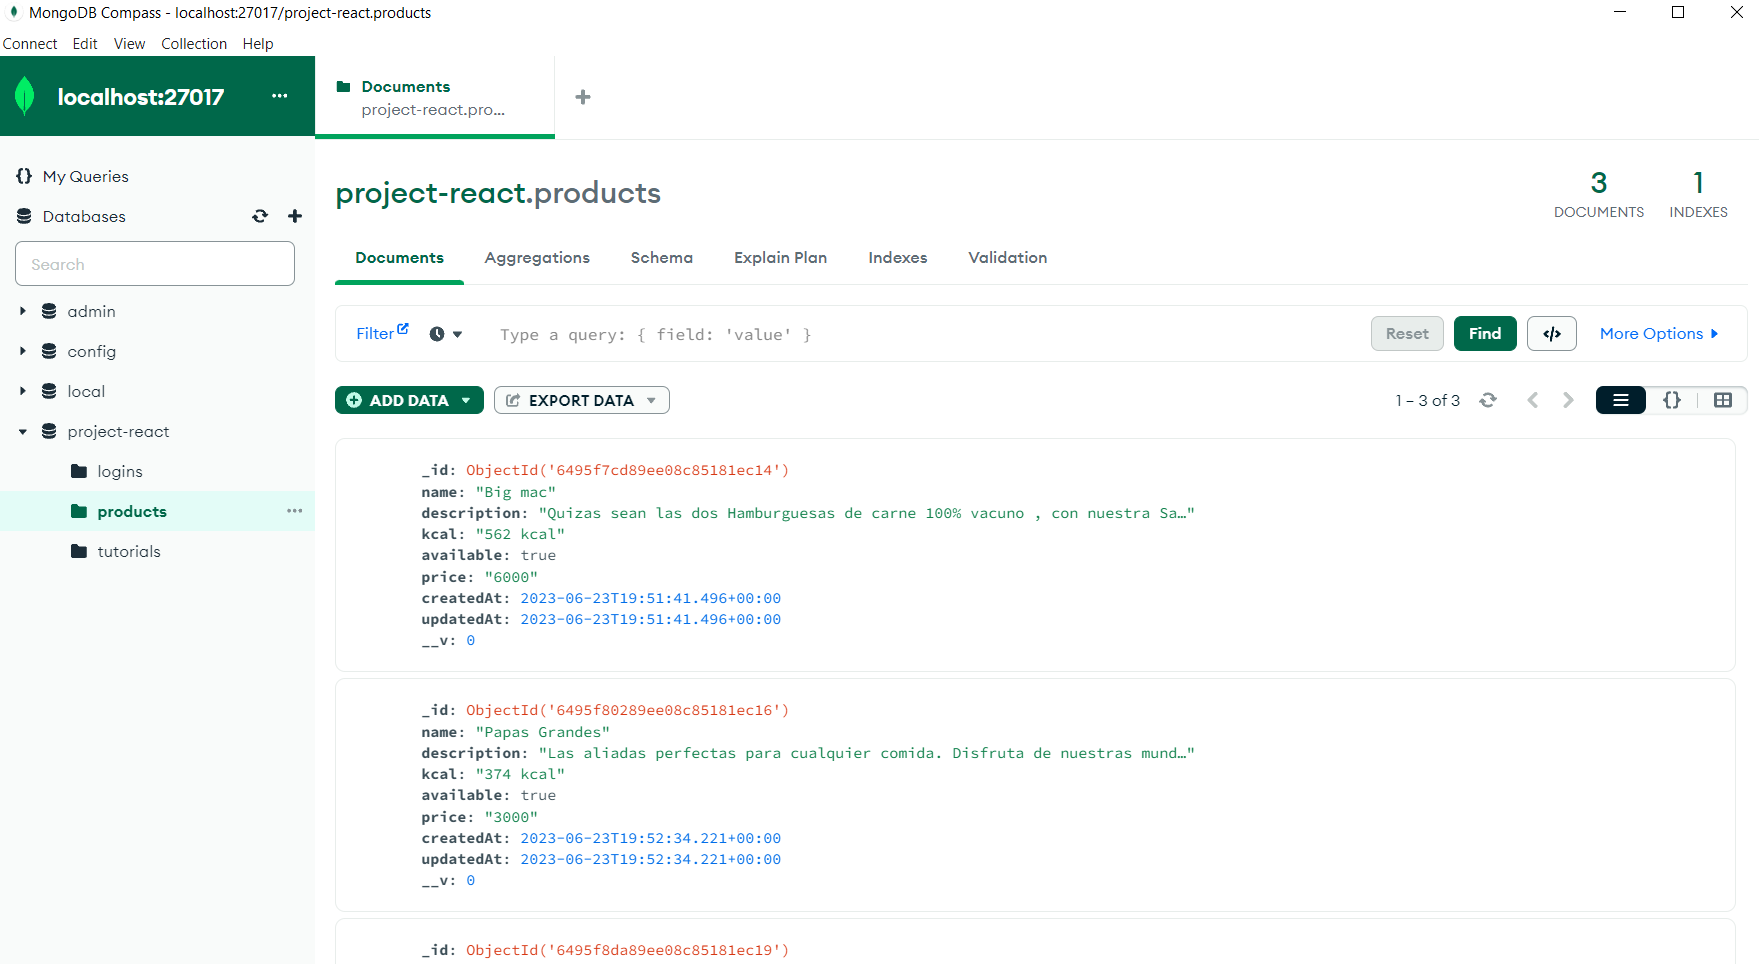 MongoDB Compass - localhost:27017/project-react.products
Connect Edit View Collection Help
localhost:27017 ...
Documents
project-react.pro...
My Queries
Databases
Search
admin
config
local
project-react
logins
products
tutorials
project-react.products
3
DOCUMENTS
1
INDEXES
Documents Aggregations Schema Explain Plan Indexes Validation
Filter Type a query: { field: 'value' } Reset Find </> More Options
ADD DATA EXPORT DATA 1 – 3 of 3 {}
_id: ObjectId('6495f7cd89ee08c85181ec14')
name: "Big mac"
description: "Quizas sean las dos Hamburguesas de carne 100% vacuno , con nuestra Sa…"
kcal: "562 kcal"
available: true
price: "6000"
createdAt: 2023-06-23T19:51:41.496+00:00
updatedAt: 2023-06-23T19:51:41.496+00:00
__v: 0
_id: ObjectId('6495f80289ee08c85181ec16')
name: "Papas Grandes"
description: "Las aliadas perfectas para cualquier comida. Disfruta de nuestras mund…"
kcal: "374 kcal"
available: true
price: "3000"
createdAt: 2023-06-23T19:52:34.221+00:00
updatedAt: 2023-06-23T19:52:34.221+00:00
__v: 0
_id: ObjectId('6495f8da89ee08c85181ec19')